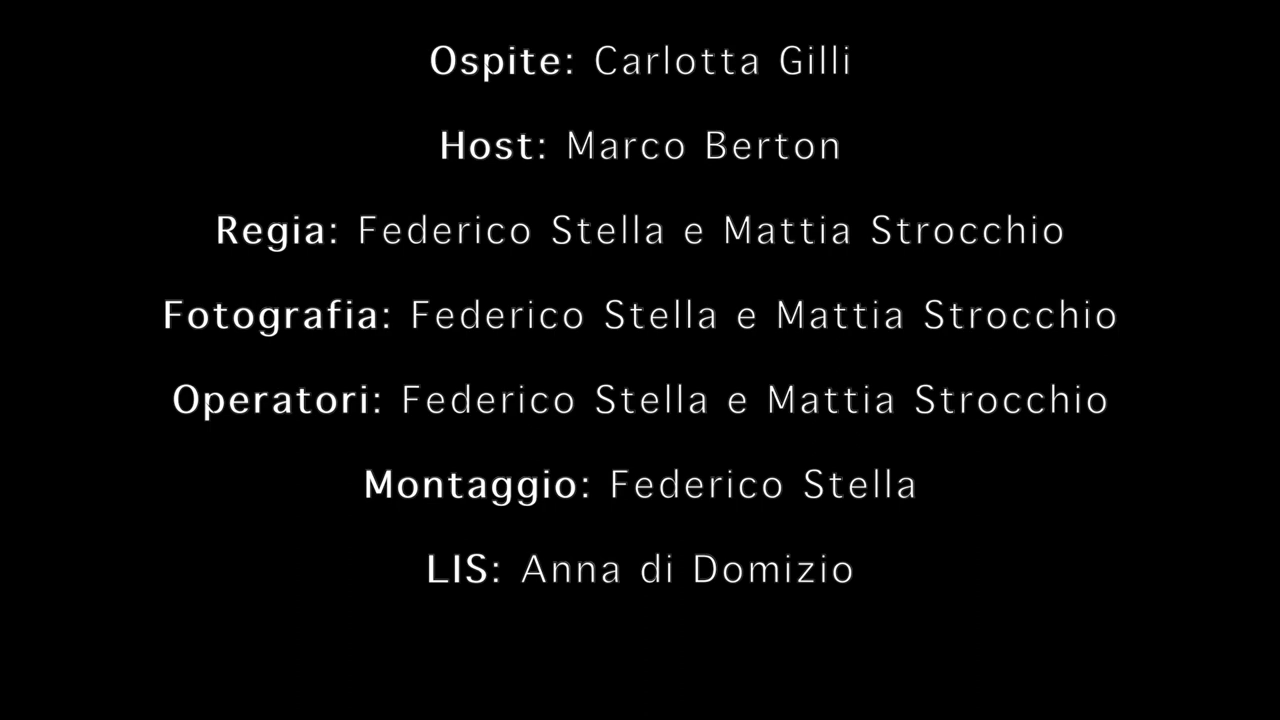 Ospite: Carlotta Gilli
Host: Marco Berton
Regia: Federico Stella e Mattia Strocchio
Fotografia: Federico Stella e Mattia Strocchio
Operatori: Federico Stella e Mattia Strocchio
Montaggio: Federico Stella
LIS: Anna di Domizio